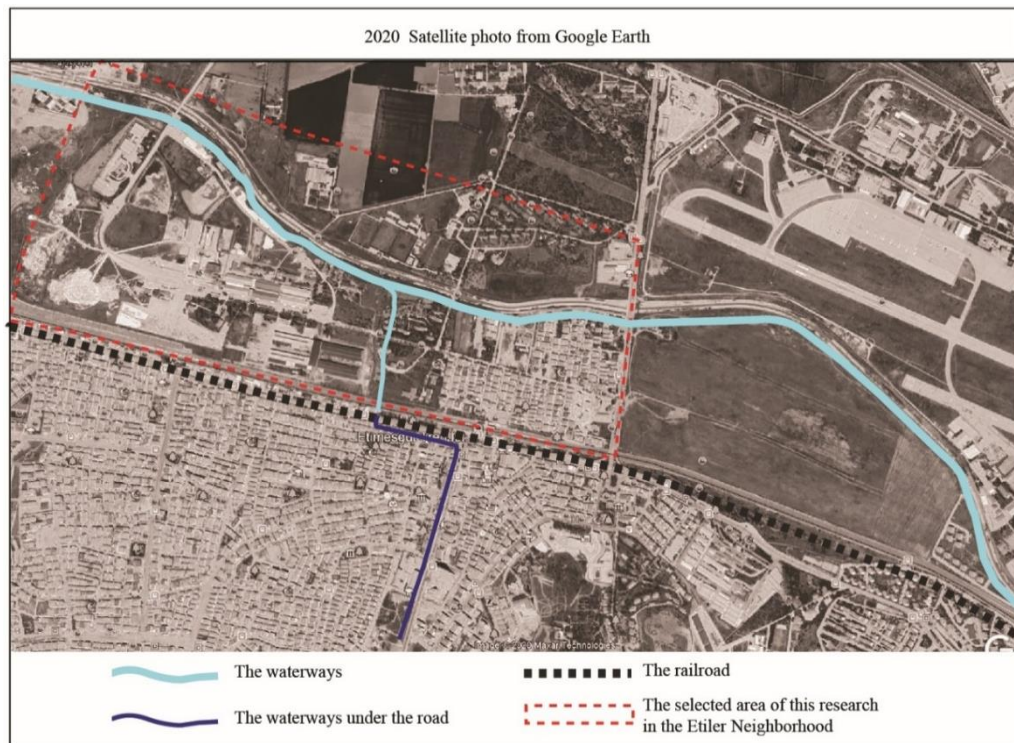 2020 Satellite photo from Google Earth
The waterways
The railroad
The waterways under the road
The selected area of this research
in the Etiler Neighborhood